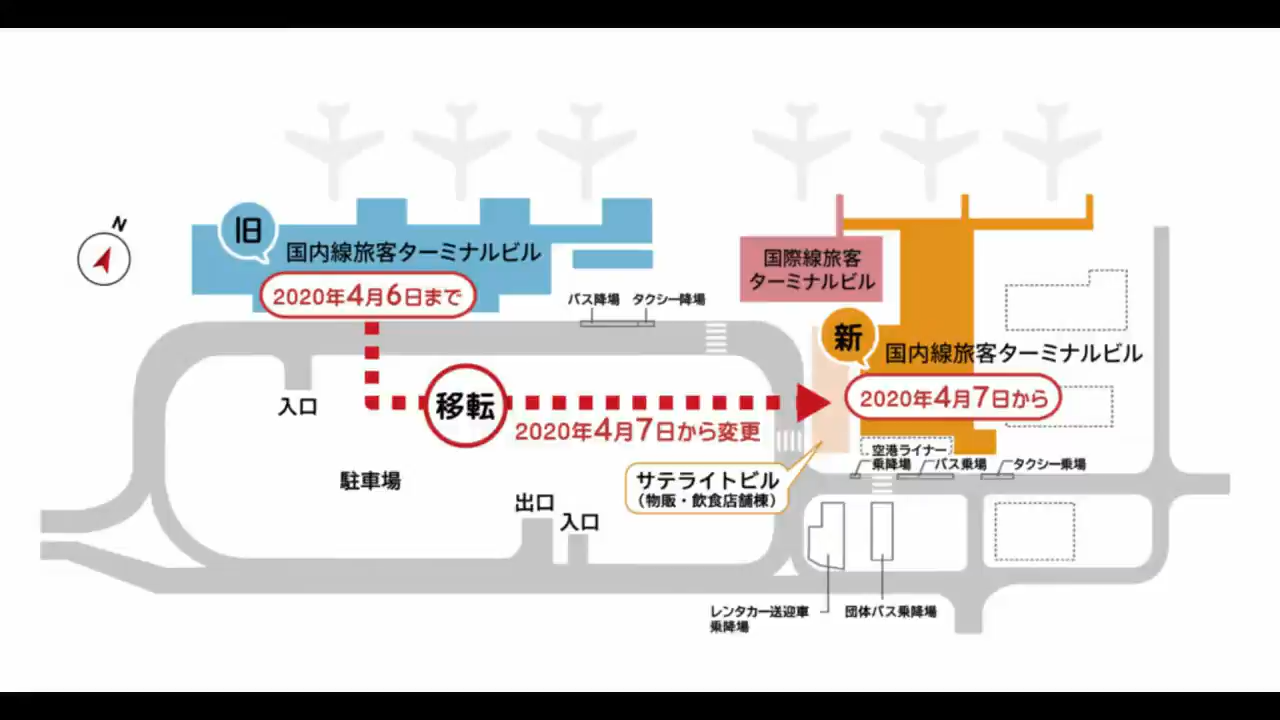 N
旧
国内線旅客ターミナルビル
2020年4月6日まで
バス降場
タクシー降場
国際線旅客
ターミナルビル
新
国内線旅客ターミナルビル
2020年4月7日から
入口
移転
2020年4月7日から変更
空港ライナー
乗降場
バス乗場
タクシー乗場
サテライトビル
(物販・飲食店舗棟)
駐車場
出口
入口
レンタカー送迎車
乗降場
団体バス乗降場